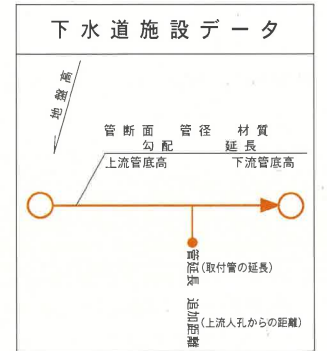 下水道施設データ
地盤高
管断面 管径 材質
勾配 延長
上流管底高 下流管底高
管延長 (取付管の延長)
追加距離 (上流人孔からの距離)